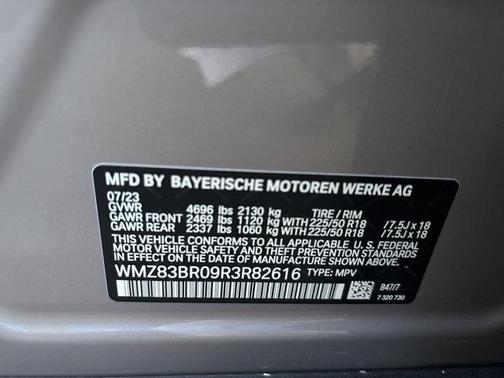 MFD BY BAYERISCHE MOTOREN WERKE AG
07/23
GVWR 4696 lbs 2130 kg TIRE / RIM
GAWR FRONT 2469 lbs 1120 kg WITH 225/50 R18 / 7.5J x 18
GAWR REAR 2337 lbs 1060 kg WITH 225/50 R18 / 7.5J x 18
THIS VEHICLE CONFORMS TO ALL APPLICABLE U.S. FEDERAL
MOTOR VEHICLE SAFETY AND THEFT PREVENTION STANDARDS
IN EFFECT ON THE DATE OF MANUFACTURE SHOWN ABOVE.
WMZ83BR09R3R82616 TYPE: MPV
B47/7
7 320 730